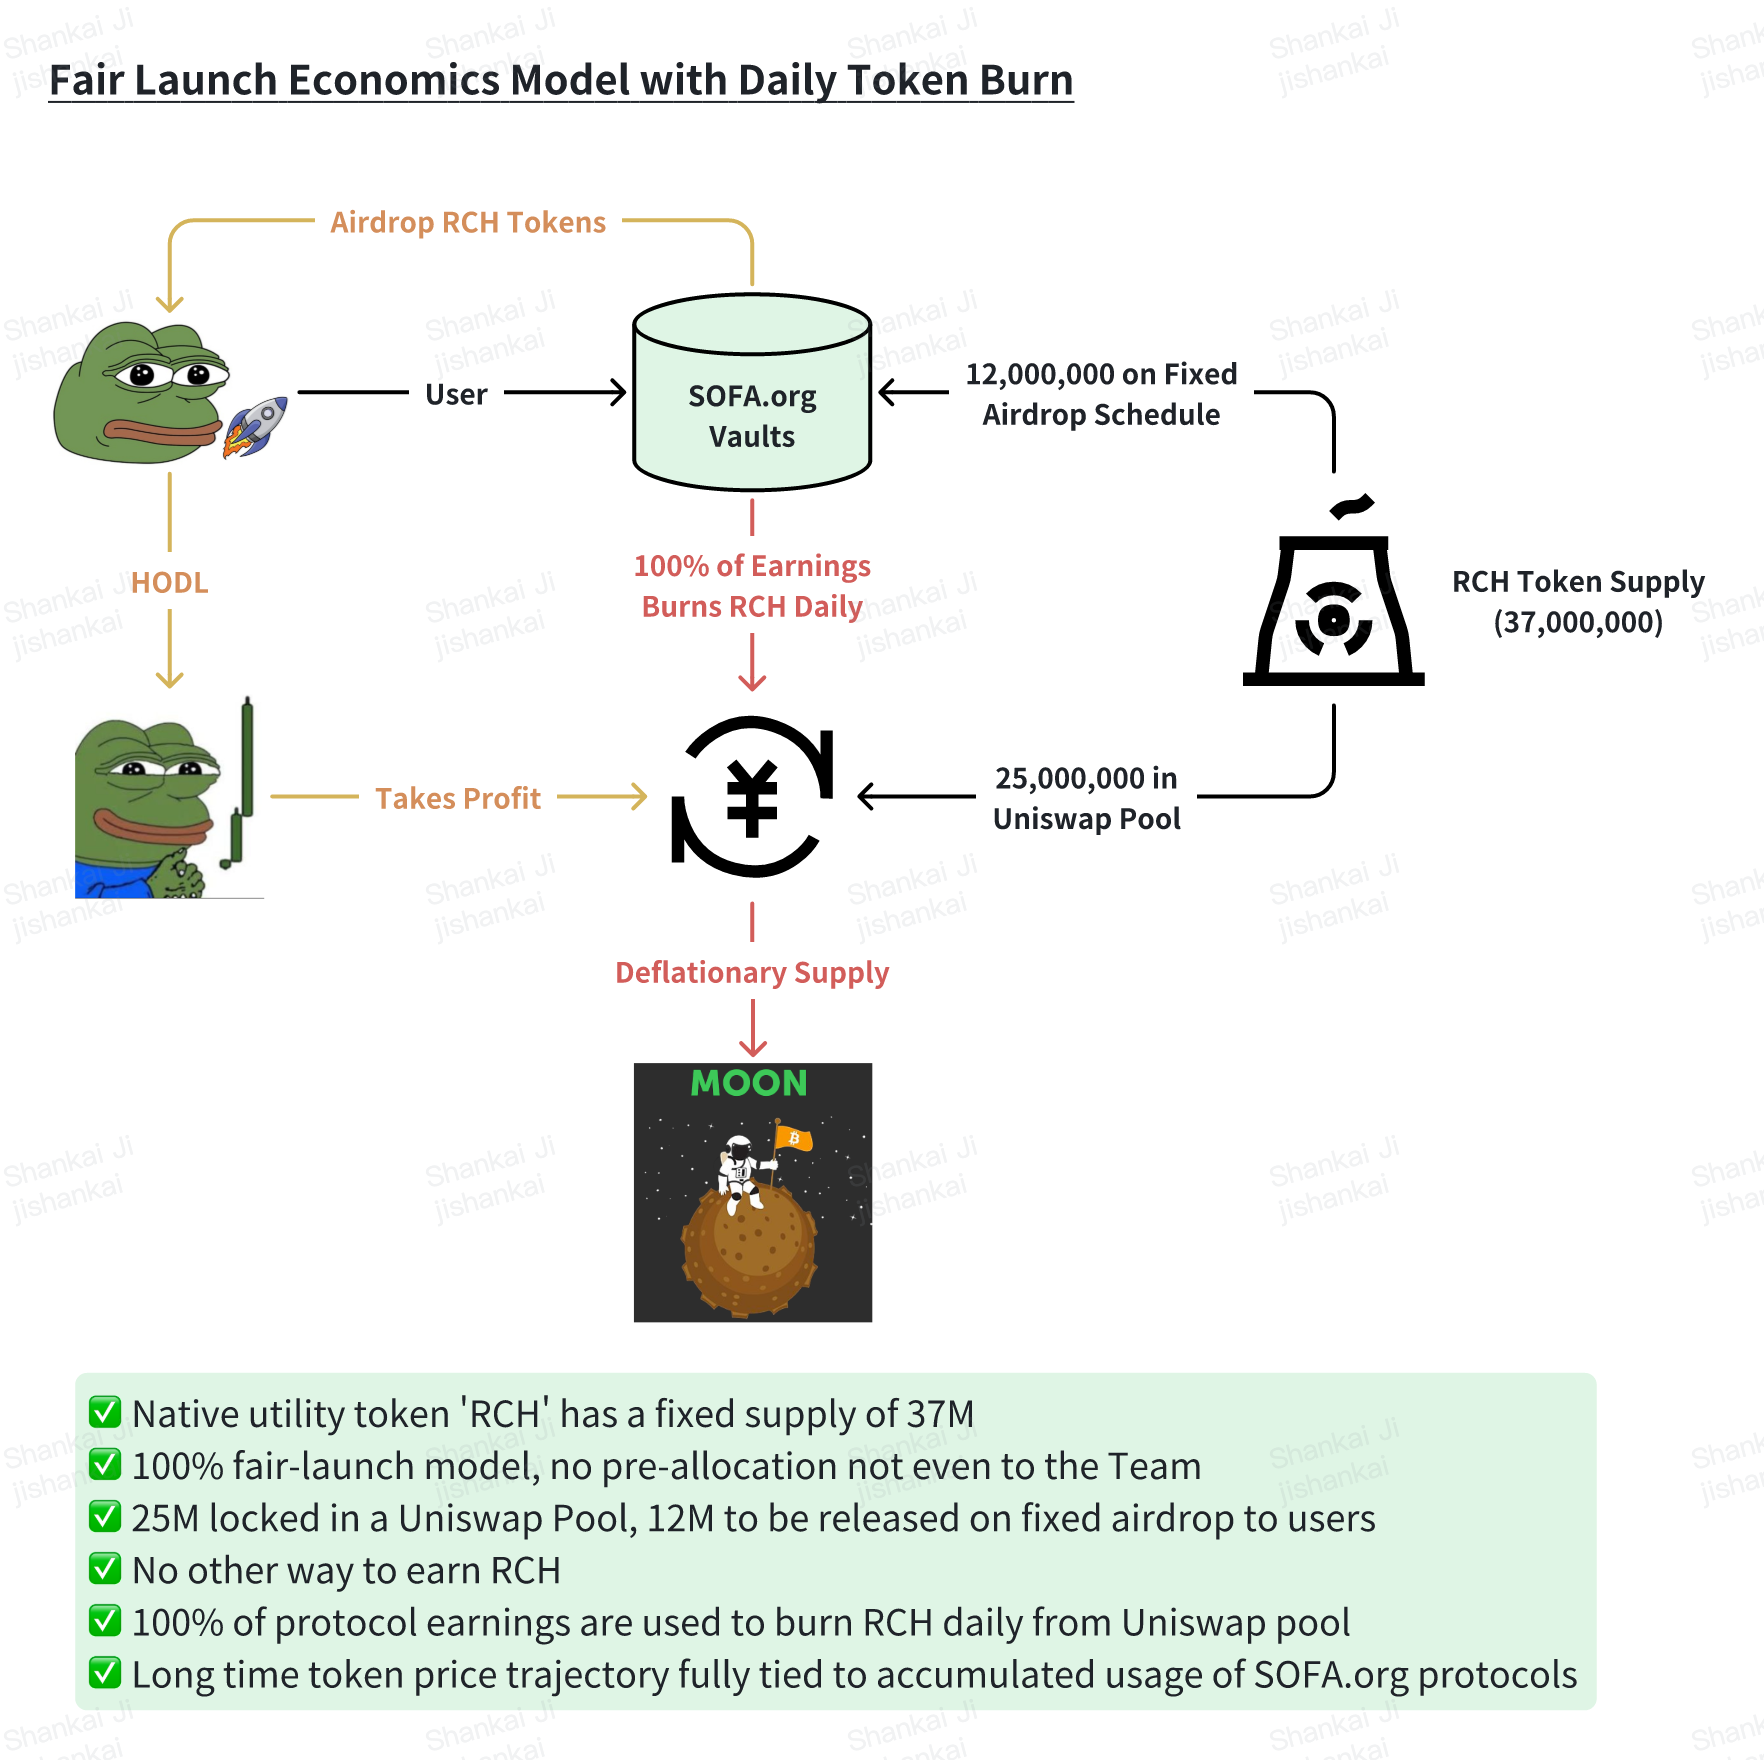 Fair Launch Economics Model with Daily Token Burn
Airdrop RCH Tokens
User
SOFA.org
Vaults
12,000,000 on Fixed
Airdrop Schedule
HODL
100% of Earnings
Burns RCH Daily
RCH Token Supply
(37,000,000)
Takes Profit
¥
25,000,000 in
Uniswap Pool
Deflationary Supply
MOON
₿
✅ Native utility token 'RCH' has a fixed supply of 37M
✅ 100% fair-launch model, no pre-allocation not even to the Team
✅ 25M locked in a Uniswap Pool, 12M to be released on fixed airdrop to users
✅ No other way to earn RCH
✅ 100% of protocol earnings are used to burn RCH daily from Uniswap pool
✅ Long time token price trajectory fully tied to accumulated usage of SOFA.org protocols
Shankai Ji
jishankai